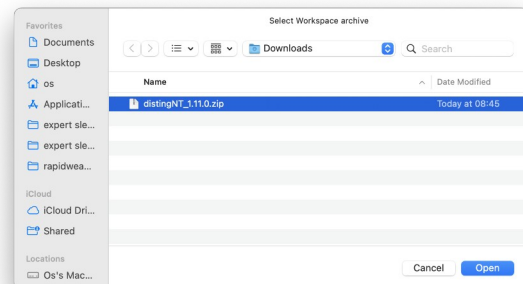 Select Workspace archive
Favorites
Documents
Desktop
os
Applicati...
expert sle...
expert sle...
rapidwea...
iCloud
iCloud Dri...
Shared
Locations
Os's Mac...
Downloads
Search
Name
Date Modified
distingNT_1.11.0.zip
Today at 08:45
Cancel
Open